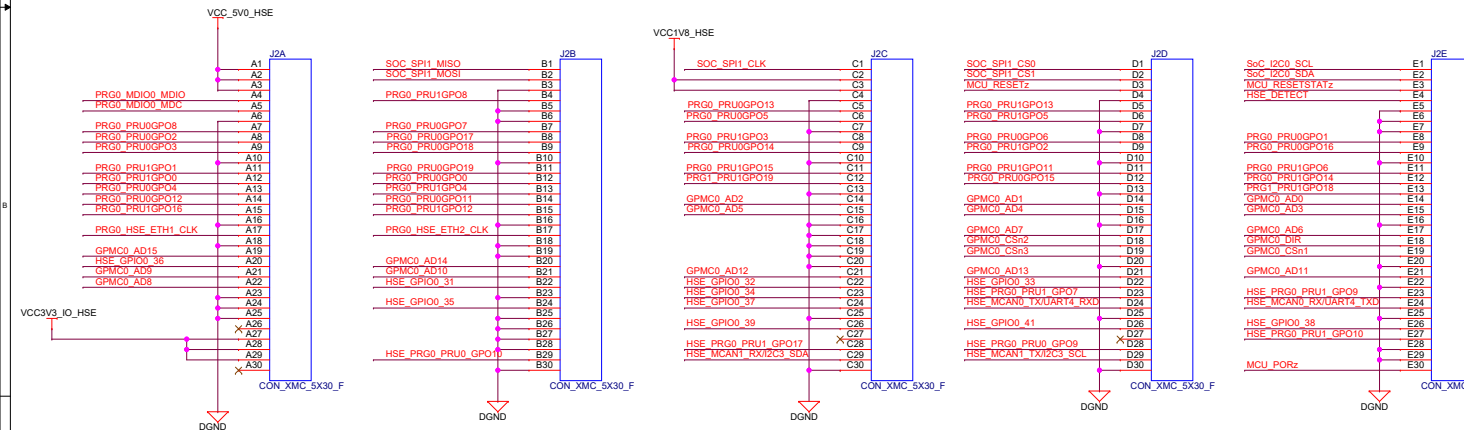 VCC_5V0_HSE
J2A
A1
A2
A3
PRG0_MDIO0_MDIO A4
PRG0_MDIO0_MDC A5
A6
PRG0_PRU0GPO8 A7
PRG0_PRU0GPO2 A8
PRG0_PRU0GPO3 A9
A10
PRG0_PRU1GPO1 A11
PRG0_PRU1GPO0 A12
PRG0_PRU0GPO4 A13
PRG0_PRU0GPO12 A14
PRG0_PRU1GPO16 A15
A16
PRG0_HSE_ETH1_CLK A17
A18
GPMC0_AD15 A19
HSE_GPIO0_36 A20
GPMC0_AD9 A21
GPMC0_AD8 A22
A23
A24
A25
VCC3V3_IO_HSE
A26
A27
A28
A29
A30
CON_XMC_5X30_F
DGND
J2B
SOC_SPI1_MISO B1
SOC_SPI1_MOSI B2
B3
PRG0_PRU1GPO8 B4
B5
B6
PRG0_PRU0GPO7 B7
PRG0_PRU0GPO17 B8
PRG0_PRU0GPO18 B9
B10
PRG0_PRU0GPO19 B11
PRG0_PRU0GPO0 B12
PRG0_PRU1GPO4 B13
PRG0_PRU0GPO11 B14
PRG0_PRU1GPO12 B15
B16
PRG0_HSE_ETH2_CLK B17
B18
B19
GPMC0_AD14 B20
GPMC0_AD10 B21
HSE_GPIO0_31 B22
B23
HSE_GPIO0_35 B24
B25
B26
B27
B28
HSE_PRG0_PRU0_GPO10 B29
B30
CON_XMC_5X30_F
DGND
VCC1V8_HSE
J2C
SOC_SPI1_CLK C1
C2
C3
C4
PRG0_PRU0GPO13 C5
PRG0_PRU0GPO5 C6
C7
PRG0_PRU1GPO3 C8
PRG0_PRU0GPO14 C9
C10
PRG0_PRU1GPO15 C11
PRG1_PRU1GPO19 C12
C13
GPMC0_AD2 C14
GPMC0_AD5 C15
C16
C17
C18
C19
C20
GPMC0_AD12 C21
HSE_GPIO0_32 C22
HSE_GPIO0_34 C23
HSE_GPIO0_37 C24
C25
HSE_GPIO0_39 C26
C27
HSE_PRG0_PRU1_GPO17 C28
HSE_MCAN1_RX/I2C3_SDA C29
C30
CON_XMC_5X30_F
DGND
J2D
SOC_SPI1_CS0 D1
SOC_SPI1_CS1 D2
MCU_RESETz D3
D4
PRG0_PRU1GPO13 D5
PRG0_PRU1GPO5 D6
D7
PRG0_PRU0GPO6 D8
PRG0_PRU1GPO2 D9
D10
PRG0_PRU1GPO11 D11
PRG0_PRU0GPO15 D12
D13
GPMC0_AD1 D14
GPMC0_AD4 D15
D16
GPMC0_AD7 D17
GPMC0_CSn2 D18
GPMC0_CSn3 D19
D20
GPMC0_AD13 D21
HSE_GPIO0_33 D22
HSE_PRG0_PRU1_GPO7 D23
HSE_MCAN0_TX/UART4_RXD D24
D25
HSE_GPIO0_41 D26
D27
HSE_PRG0_PRU0_GPO9 D28
HSE_MCAN1_TX/I2C3_SCL D29
D30
CON_XMC_5X30_F
DGND
J2E
SoC_I2C0_SCL E1
SoC_I2C0_SDA E2
MCU_RESETSTATz E3
HSE_DETECT E4
E5
E6
E7
PRG0_PRU0GPO1 E8
PRG0_PRU0GPO16 E9
E10
PRG0_PRU1GPO6 E11
PRG0_PRU1GPO14 E12
PRG1_PRU1GPO18 E13
GPMC0_AD0 E14
GPMC0_AD3 E15
E16
GPMC0_AD6 E17
GPMC0_DIR E18
GPMC0_CSn1 E19
E20
GPMC0_AD11 E21
E22
HSE_PRG0_PRU1_GPO9 E23
HSE_MCAN0_RX/UART4_TXD E24
E25
HSE_GPIO0_38 E26
HSE_PRG0_PRU1_GPO10 E27
E28
E29
MCU_PORz E30
CON_XMC
DGND
B